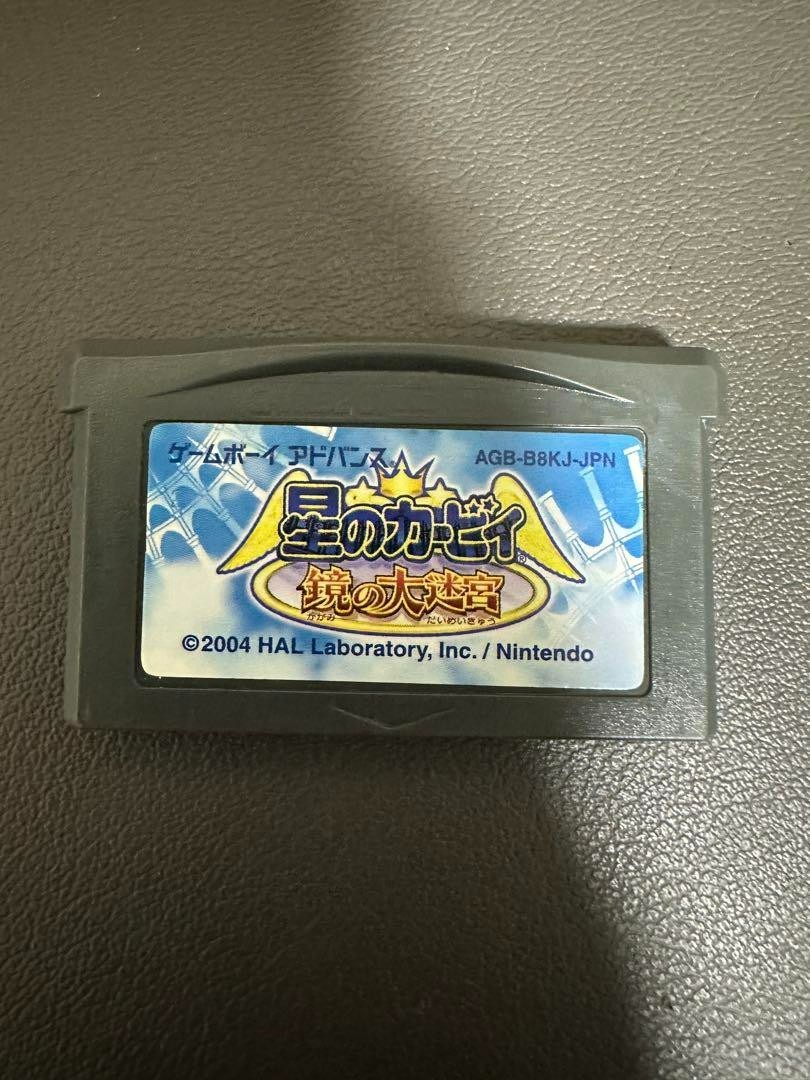 ゲームボーイ アドバンス AGB-B8KJ-JPN
星のカービィ®
鏡の大迷宮
かがみ だいめいきゅう
©2004 HAL Laboratory, Inc. / Nintendo